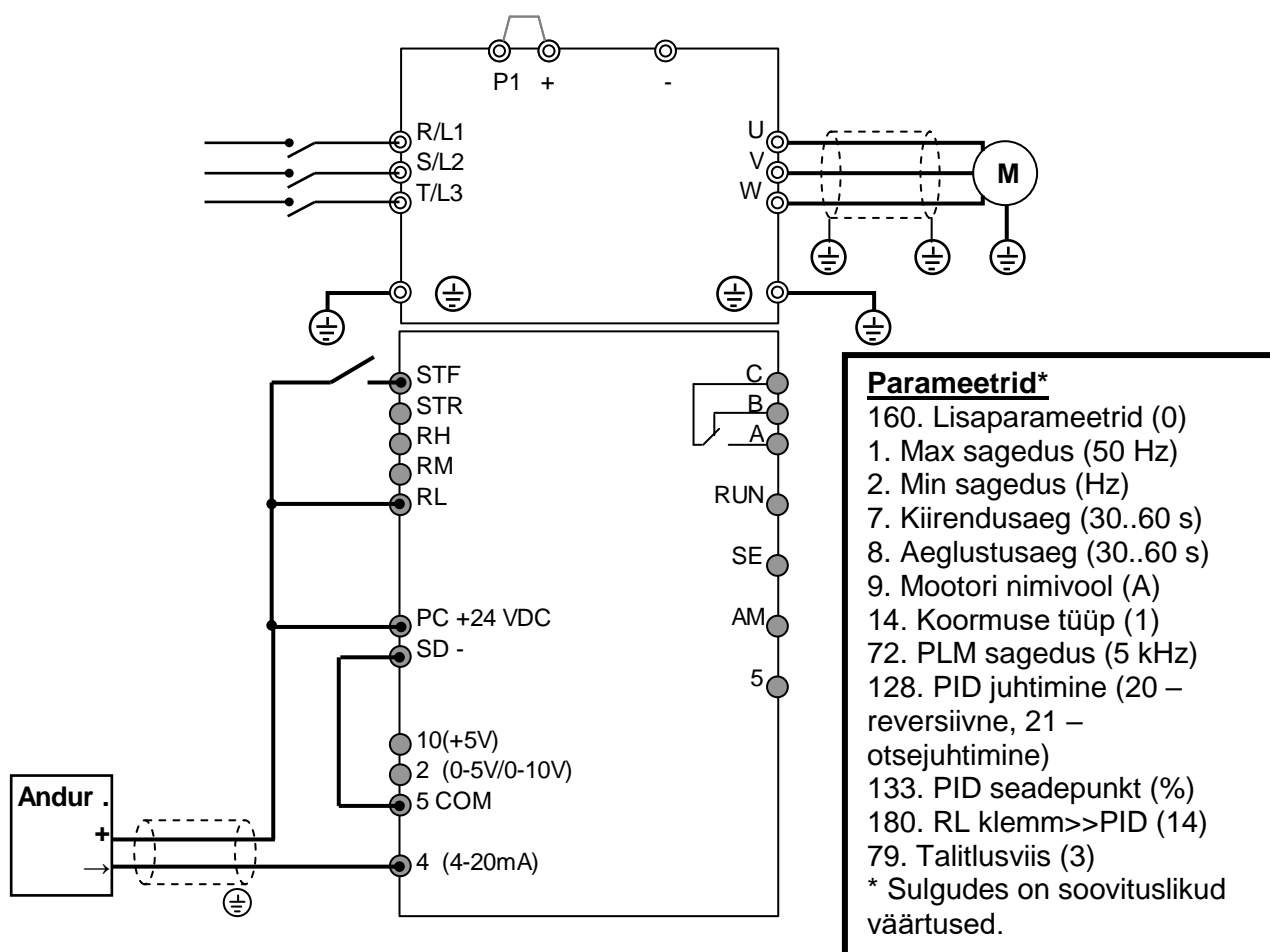 P1 + -
R/L1
S/L2
T/L3
U
V
W
M
STF
STR
RH
RM
RL
PC +24 VDC
SD -
10(+5V)
2 (0-5V/0-10V)
5 COM
4 (4-20mA)
C
B
A
RUN
SE
AM
5
Andur .
+
→
Parameetrid*
160. Lisaparameetrid (0)
1. Max sagedus (50 Hz)
2. Min sagedus (Hz)
7. Kiirendusaeg (30..60 s)
8. Aeglustusaeg (30..60 s)
9. Mootori nimivool (A)
14. Koormuse tüüp (1)
72. PLM sagedus (5 kHz)
128. PID juhtimine (20 –
reversiivne, 21 –
otsejuhtimine)
133. PID seadepunkt (%)
180. RL klemm>>PID (14)
79. Talitlusviis (3)
* Sulgudes on soovituslikud
väärtused.